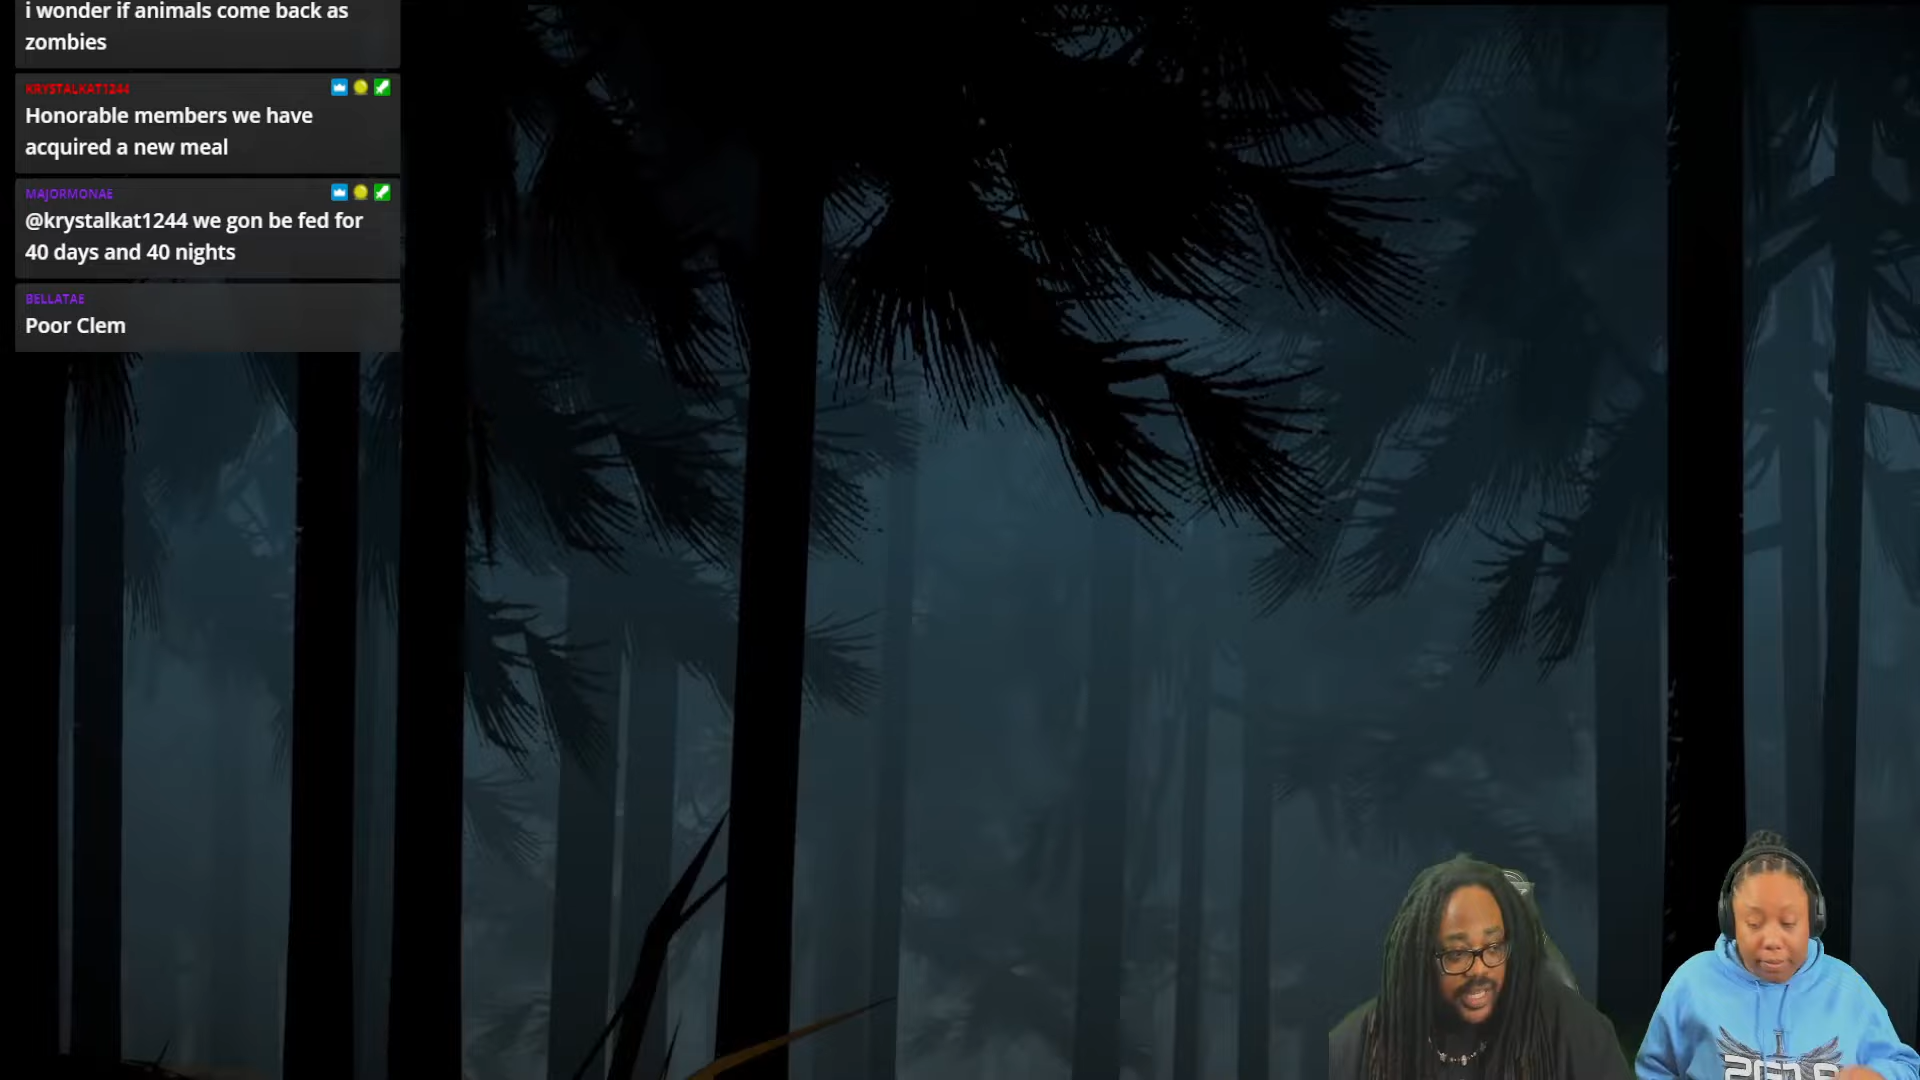 i wonder if animals come back as
zombies
KRYSTALKAT1244
Honorable members we have
acquired a new meal
MAJORMONAE
@krystalkat1244 we gon be fed for
40 days and 40 nights
BELLATAE
Poor Clem